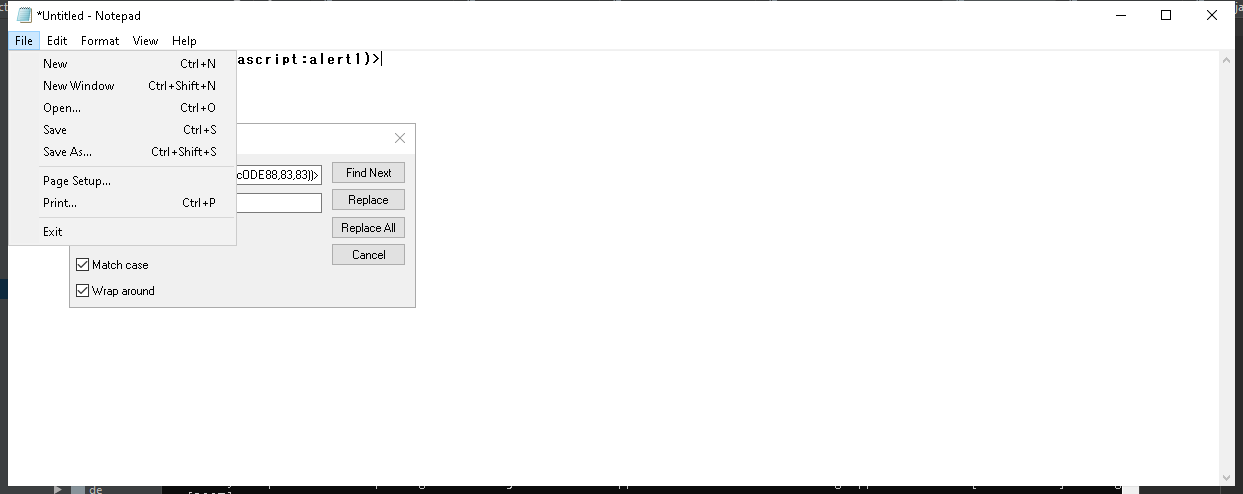 *Untitled - Notepad
File Edit Format View Help
ascript:alert1)>
New Ctrl+N
New Window Ctrl+Shift+N
Open... Ctrl+O
Save Ctrl+S
Save As... Ctrl+Shift+S
Page Setup...
Print... Ctrl+P
Exit
cODE88,83,83))> Find Next
Replace
Replace All
Cancel
Match case
Wrap around
de